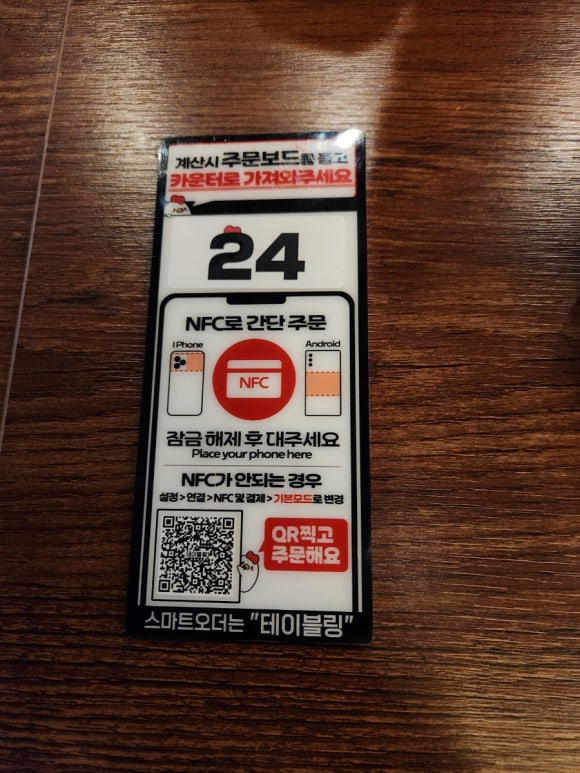 계산시 주문보드를 들고
카운터로 가져와주세요
24
NFC로 간단 주문
IPhone
Android
NFC
잠금 해제 후 대주세요
Place your phone here
NFC가 안되는 경우
설정 > 연결 > NFC 및 결제 > 기본모드로 변경
QR찍고
주문해요
스마트오더는 "테이블링"